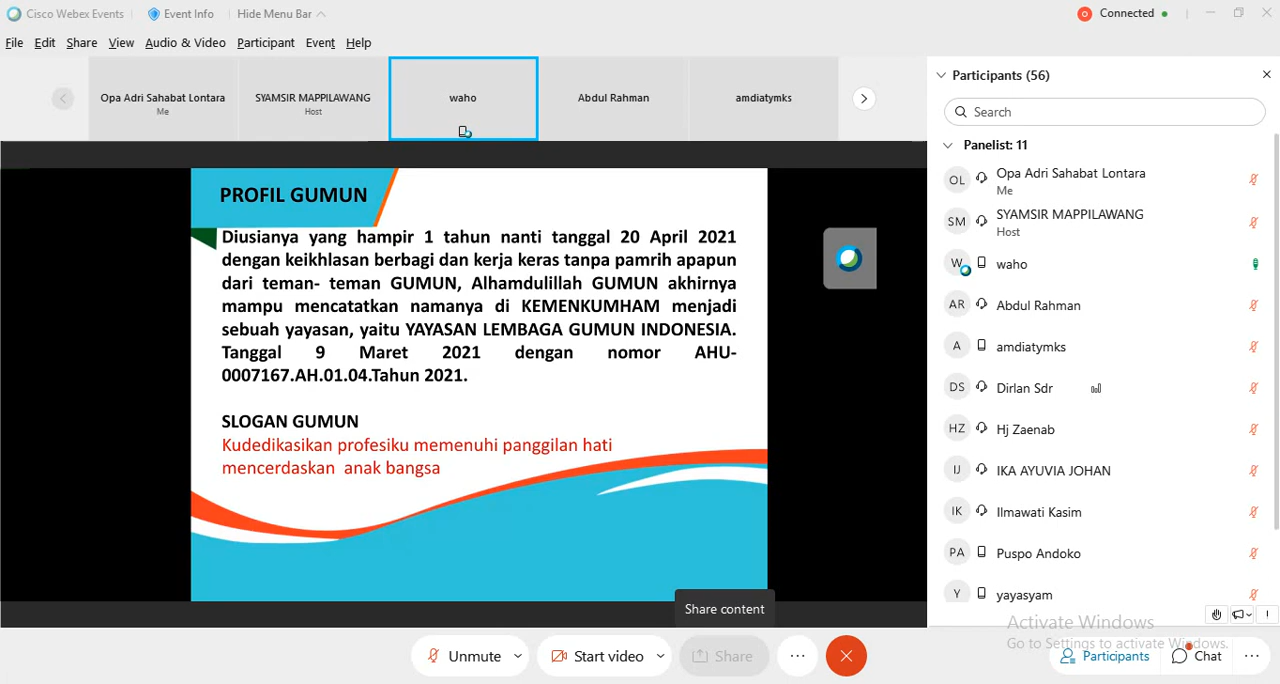 Cisco Webex Events
Event Info
Hide Menu Bar
Connected
File Edit Share View Audio & Video Participant Event Help
Opa Adri Sahabat Lontara
Me
SYAMSIR MAPPILAWANG
Host
waho
Abdul Rahman
amdiatymks
PROFIL GUMUN
Diusianya yang hampir 1 tahun nanti tanggal 20 April 2021
dengan keikhlasan berbagi dan kerja keras tanpa pamrih apapun
dari teman- teman GUMUN, Alhamdulillah GUMUN akhirnya
mampu mencatatkan namanya di KEMENKUMHAM menjadi
sebuah yayasan, yaitu YAYASAN LEMBAGA GUMUN INDONESIA.
Tanggal 9 Maret 2021 dengan nomor AHU-
0007167.AH.01.04.Tahun 2021.
SLOGAN GUMUN
Kudedikasikan profesiku memenuhi panggilan hati
mencerdaskan anak bangsa
Share content
Unmute
Start video
Share
Participants (56)
Search
Panelist: 11
OL Opa Adri Sahabat Lontara
Me
SM SYAMSIR MAPPILAWANG
Host
W waho
AR Abdul Rahman
A amdiatymks
DS Dirlan Sdr
HZ Hj Zaenab
IJ IKA AYUVIA JOHAN
IK Ilmawati Kasim
PA Puspo Andoko
Y yayasyam
Activate Windows
Go to Settings to activate Windows.
Participants
Chat